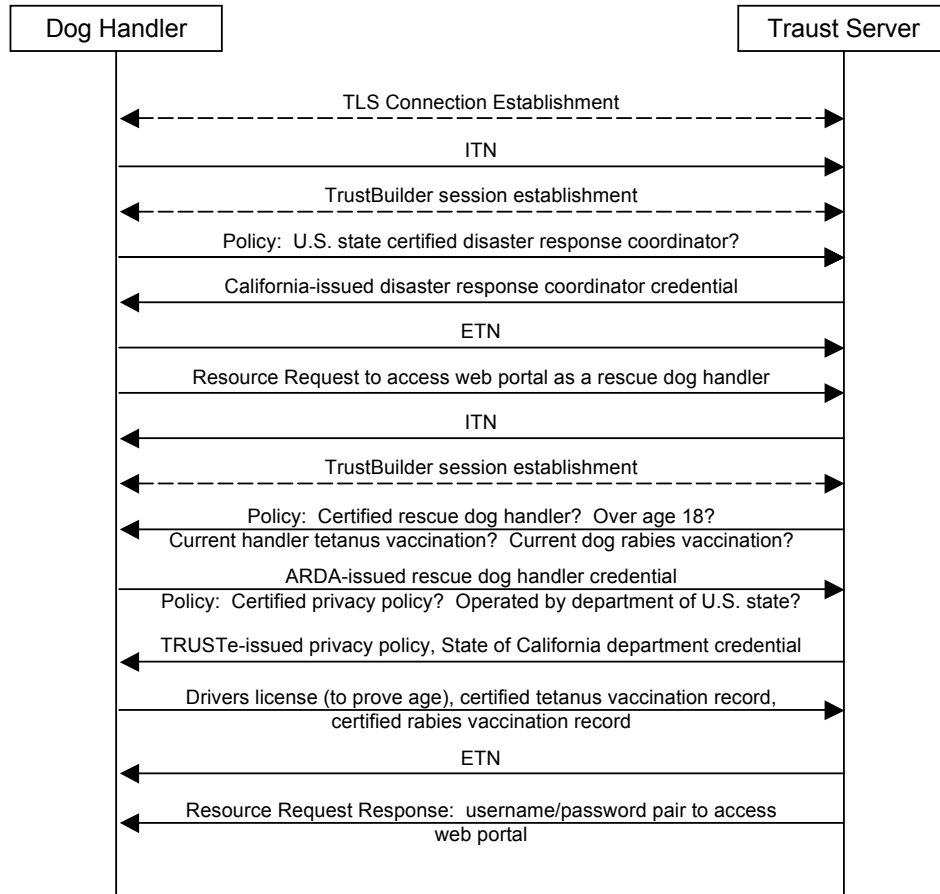 Dog Handler
Traust Server
TLS Connection Establishment
ITN
TrustBuilder session establishment
Policy: U.S. state certified disaster response coordinator?
California-issued disaster response coordinator credential
ETN
Resource Request to access web portal as a rescue dog handler
ITN
TrustBuilder session establishment
Policy: Certified rescue dog handler? Over age 18?
Current handler tetanus vaccination? Current dog rabies vaccination?
ARDA-issued rescue dog handler credential
Policy: Certified privacy policy? Operated by department of U.S. state?
TRUSTe-issued privacy policy, State of California department credential
Drivers license (to prove age), certified tetanus vaccination record,
certified rabies vaccination record
ETN
Resource Request Response: username/password pair to access
web portal